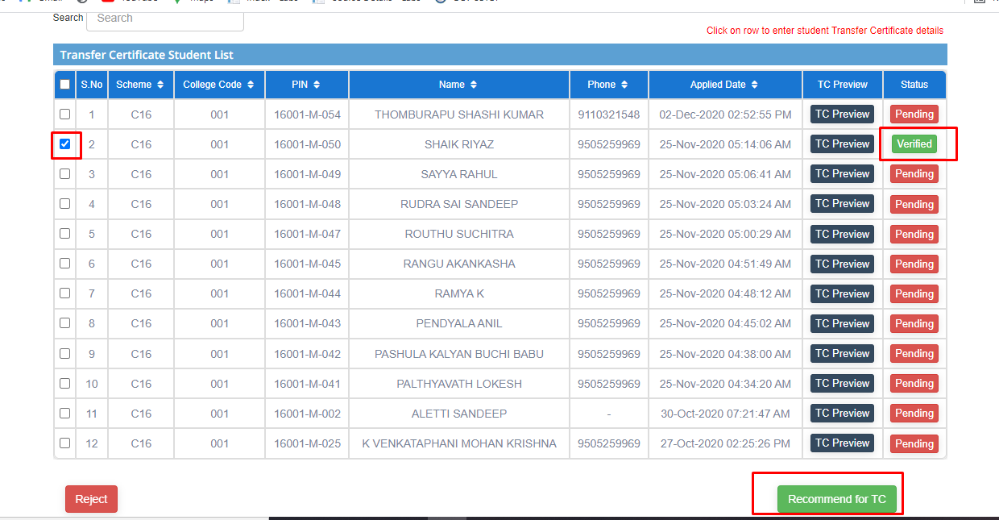 Search Search
Click on row to enter student Transfer Certificate details
Transfer Certificate Student List
S.No Scheme College Code PIN Name Phone Applied Date TC Preview Status
1 C16 001 16001-M-054 THOMBURAPU SHASHI KUMAR 9110321548 02-Dec-2020 02:52:55 PM TC Preview Pending
2 C16 001 16001-M-050 SHAIK RIYAZ 9505259969 25-Nov-2020 05:14:06 AM TC Preview Verified
3 C16 001 16001-M-049 SAYYA RAHUL 9505259969 25-Nov-2020 05:06:41 AM TC Preview Pending
4 C16 001 16001-M-048 RUDRA SAI SANDEEP 9505259969 25-Nov-2020 05:03:24 AM TC Preview Pending
5 C16 001 16001-M-047 ROUTHU SUCHITRA 9505259969 25-Nov-2020 05:00:29 AM TC Preview Pending
6 C16 001 16001-M-045 RANGU AKANKASHA 9505259969 25-Nov-2020 04:51:49 AM TC Preview Pending
7 C16 001 16001-M-044 RAMYA K 9505259969 25-Nov-2020 04:48:12 AM TC Preview Pending
8 C16 001 16001-M-043 PENDYALA ANIL 9505259969 25-Nov-2020 04:45:02 AM TC Preview Pending
9 C16 001 16001-M-042 PASHULA KALYAN BUCHI BABU 9505259969 25-Nov-2020 04:38:00 AM TC Preview Pending
10 C16 001 16001-M-041 PALTHYAVATH LOKESH 9505259969 25-Nov-2020 04:34:20 AM TC Preview Pending
11 C16 001 16001-M-002 ALETTI SANDEEP - 30-Oct-2020 07:21:47 AM TC Preview Pending
12 C16 001 16001-M-025 K VENKATAPHANI MOHAN KRISHNA 9505259969 27-Oct-2020 02:25:26 PM TC Preview Pending
Reject Recommend for TC